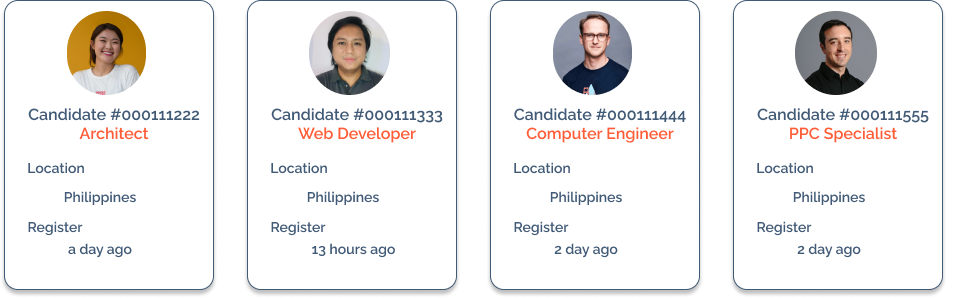 Candidate #000111222
Architect
Location
Philippines
Register
a day ago
Candidate #000111333
Web Developer
Location
Philippines
Register
13 hours ago
Candidate #000111444
Computer Engineer
Location
Philippines
Register
2 day ago
Candidate #000111555
PPC Specialist
Location
Philippines
Register
2 day ago